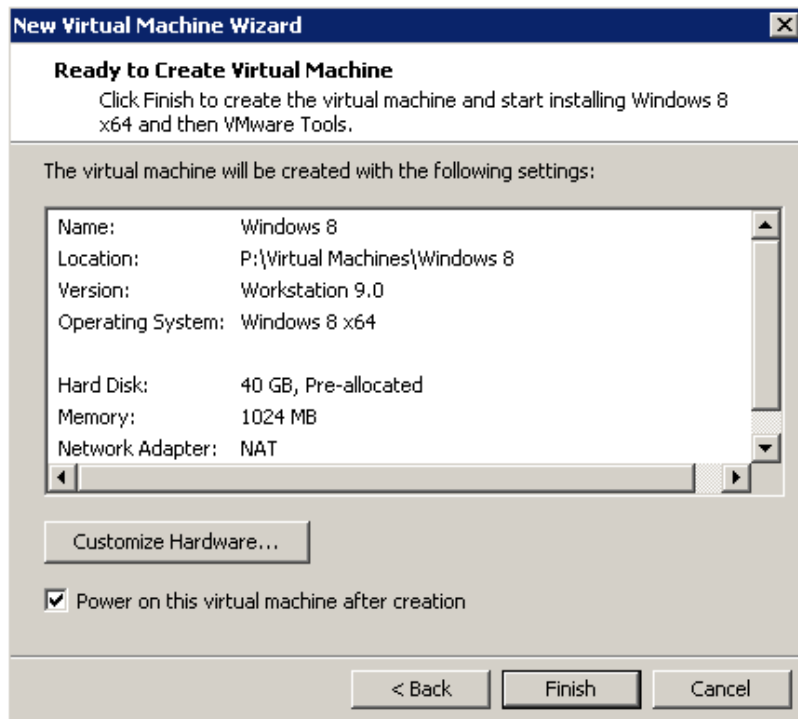 New Virtual Machine Wizard
Ready to Create Virtual Machine
Click Finish to create the virtual machine and start installing Windows 8
x64 and then VMware Tools.
The virtual machine will be created with the following settings:
Name: Windows 8
Location: P:\Virtual Machines\Windows 8
Version: Workstation 9.0
Operating System: Windows 8 x64
Hard Disk: 40 GB, Pre-allocated
Memory: 1024 MB
Network Adapter: NAT
Customize Hardware...
Power on this virtual machine after creation
< Back Finish Cancel